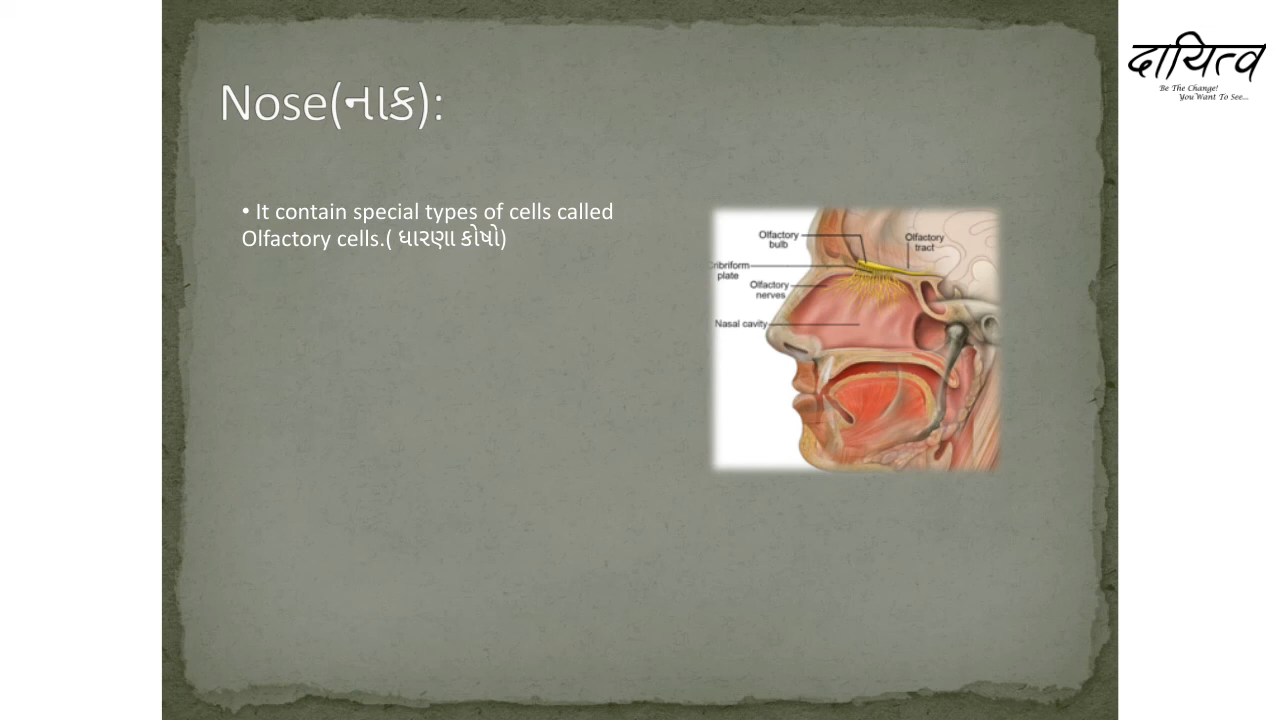 दायित्व
Be The Change!
You Want To See...
Nose(નાક):
• It contain special types of cells called
Olfactory cells.( ધારણા કોષો)
Olfactory
bulb
Olfactory
tract
ribriform
plate
Olfactory
nerves
Nasal cavity